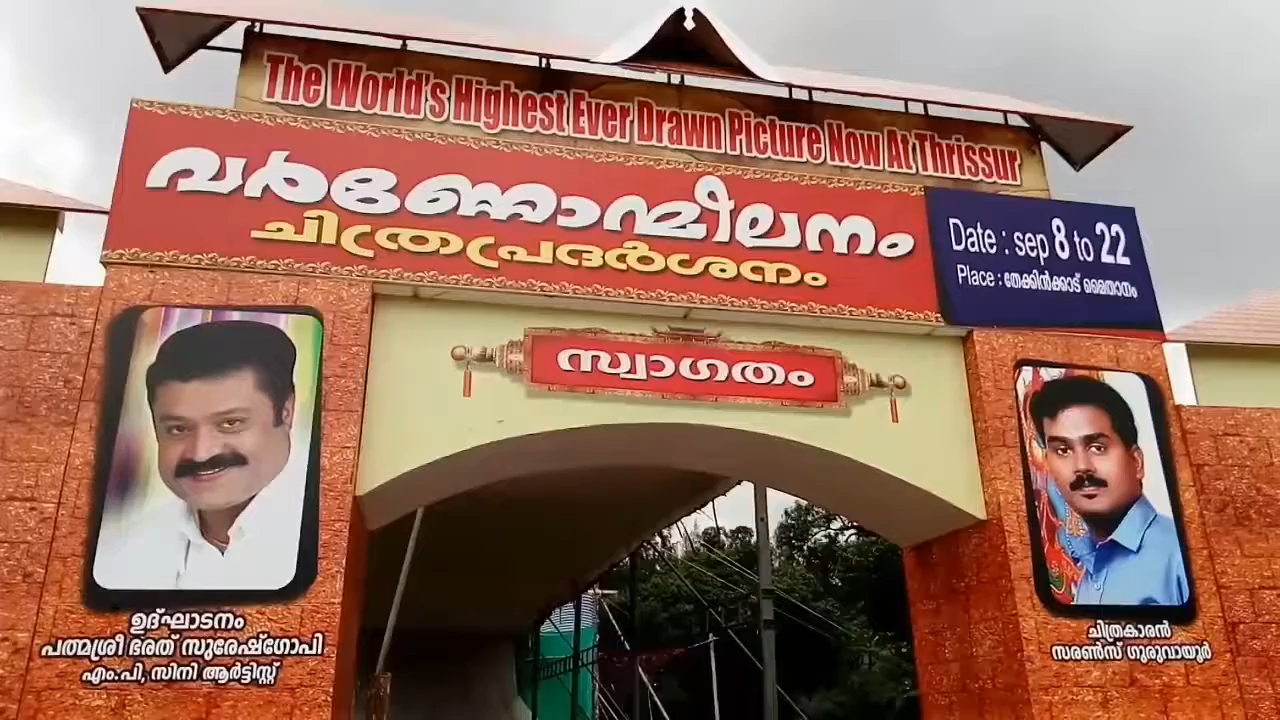 The World's Highest Ever Drawn Picture Now At Thrissur
വർണോന്മീലനം
ചിത്രപ്രദർശനം
Date : sep 8 to 22
Place : തേക്കിൻക്കാട് മൈതാനം
സ്വാഗതം
ഉദ്ഘാടനം
പത്മശ്രീ ഭരത് സുരേഷ്ഗോപി
എം.പി, സിനി ആർട്ടിസ്റ്റ്
ചിത്രകാരൻ
സരൺസ് ഗുരുവായൂർ